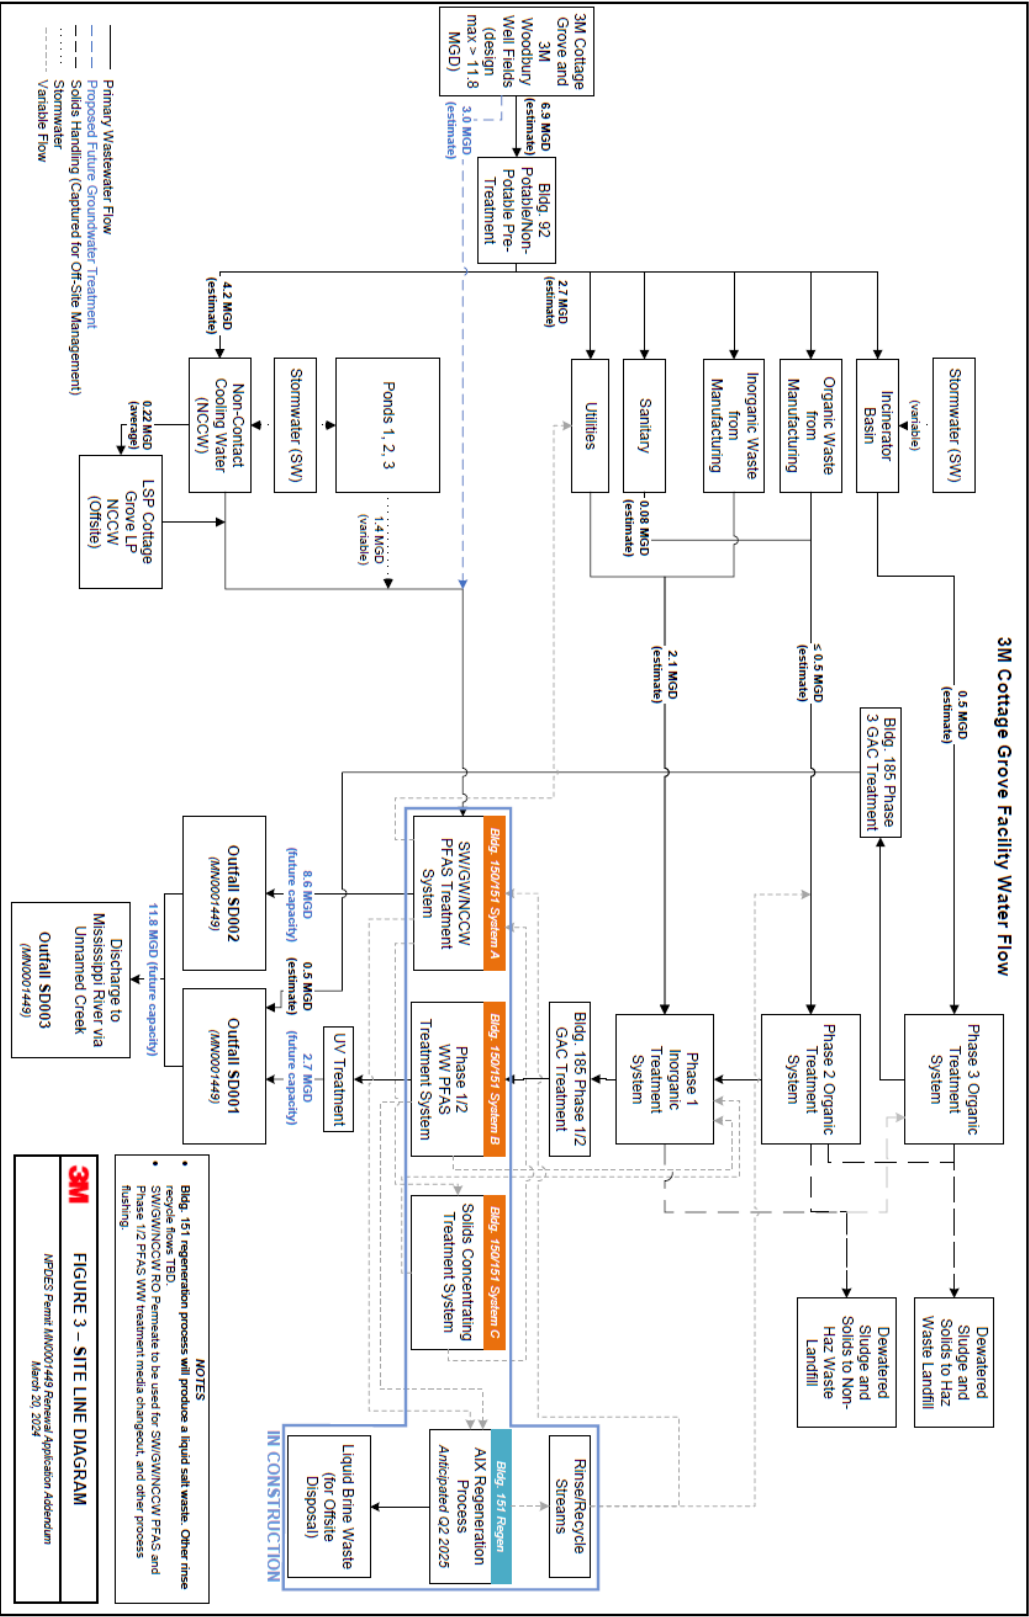 3M Cottage Grove Facility Water Flow
3M Cottage
Grove and
3M
Woodbury
Well Fields
(design
max > 11.8
MGD)
6.9 MGD
(estimate)
3.0 MGD
(estimate)
Bldg. 92
Potable/Non-
Potable Pre-
Treatment
2.7 MGD
(estimate)
4.2 MGD
(estimate)
Stormwater (SW)
(variable)
Incinerator
Basin
Organic Waste
from
Manufacturing
Inorganic Waste
from
Manufacturing
Sanitary
Utilities
Ponds 1, 2, 3
Stormwater (SW)
Non-Contact
Cooling Water
(NCCW)
0.22 MGD
(average)
LSP Cottage
Grove LP
NCCW
(Offsite)
0.08 MGD
(estimate)
1.4 MGD
(variable)
0.5 MGD
(estimate)
≤ 0.5 MGD
(estimate)
2.1 MGD
(estimate)
Bldg. 185 Phase
3 GAC Treatment
Phase 3 Organic
Treatment
System
Phase 2 Organic
Treatment
System
Phase 1
Inorganic
Treatment
System
Bldg. 185 Phase 1/2
GAC Treatment
Bldg. 150/151 System A
SW/GW/NCCW
PFAS Treatment
System
Bldg. 150/151 System B
Phase 1/2
WW PFAS
Treatment System
Bldg. 150/151 System C
Solids Concentrating
Treatment System
Bldg. 151 Regen
AIX Regeneration
Process
Anticipated Q2 2025
Rinse/Recycle
Streams
Liquid Brine Waste
(for Offsite
Disposal)
IN CONSTRUCTION
Dewatered
Sludge and
Solids to Haz
Waste Landfill
Dewatered
Sludge and
Solids to Non-
Haz Waste
Landfill
UV Treatment
8.6 MGD
(future capacity)
0.5 MGD
(estimate)
2.7 MGD
(future capacity)
Outfall SD002
(MN0001449)
Outfall SD001
(MN0001449)
11.8 MGD (future capacity)
Discharge to
Mississippi River via
Unnamed Creek
Outfall SD003
(MN0001449)
Primary Wastewater Flow
Proposed Future Groundwater Treatment
Solids Handling (Captured for Off-Site Management)
Stormwater
Variable Flow
NOTES
• Bldg. 151 regeneration process will produce a liquid salt waste. Other rinse
recycle flows TBD.
• SW/GW/NCCW RO Permeate to be used for SW/GW/NCCW PFAS and
Phase 1/2 PFAS WW treatment media changeout, and other process
flushing.
3M
FIGURE 3 – SITE LINE DIAGRAM
NPDES Permit MN0001449 Renewal Application Addendum
March 20, 2024